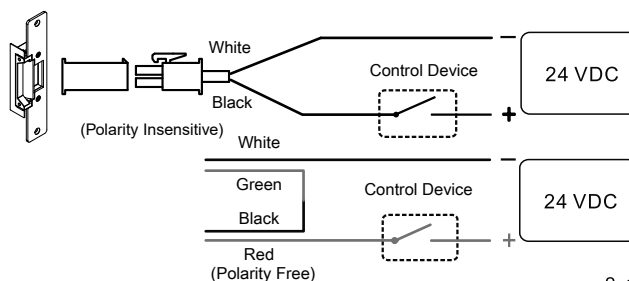 White
−
Control Device
24 VDC
Black
+
(Polarity Insensitive)
White
−
Green
Control Device
24 VDC
Black
+
Red
(Polarity Free)